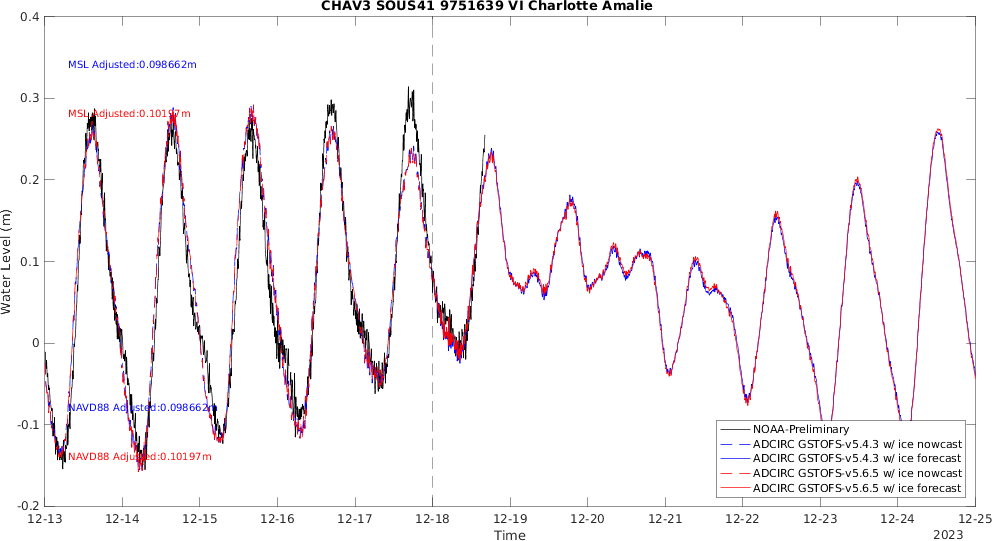 CHAV3 SOUS41 9751639 VI Charlotte Amalie
0.4
0.3
0.2
0.1
0
-0.1
-0.2
Water Level (m)
MSL Adjusted:0.098662m
MSL Adjusted:0.10197m
NAVD88 Adjusted:0.098662m
NAVD88 Adjusted:0.10197m
NOAA-Preliminary
ADCIRC GSTOFS-v5.4.3 w/ ice nowcast
ADCIRC GSTOFS-v5.4.3 w/ ice forecast
ADCIRC GSTOFS-v5.6.5 w/ ice nowcast
ADCIRC GSTOFS-v5.6.5 w/ ice forecast
12-13 12-14 12-15 12-16 12-17 12-18 12-19 12-20 12-21 12-22 12-23 12-24 12-25
Time
2023